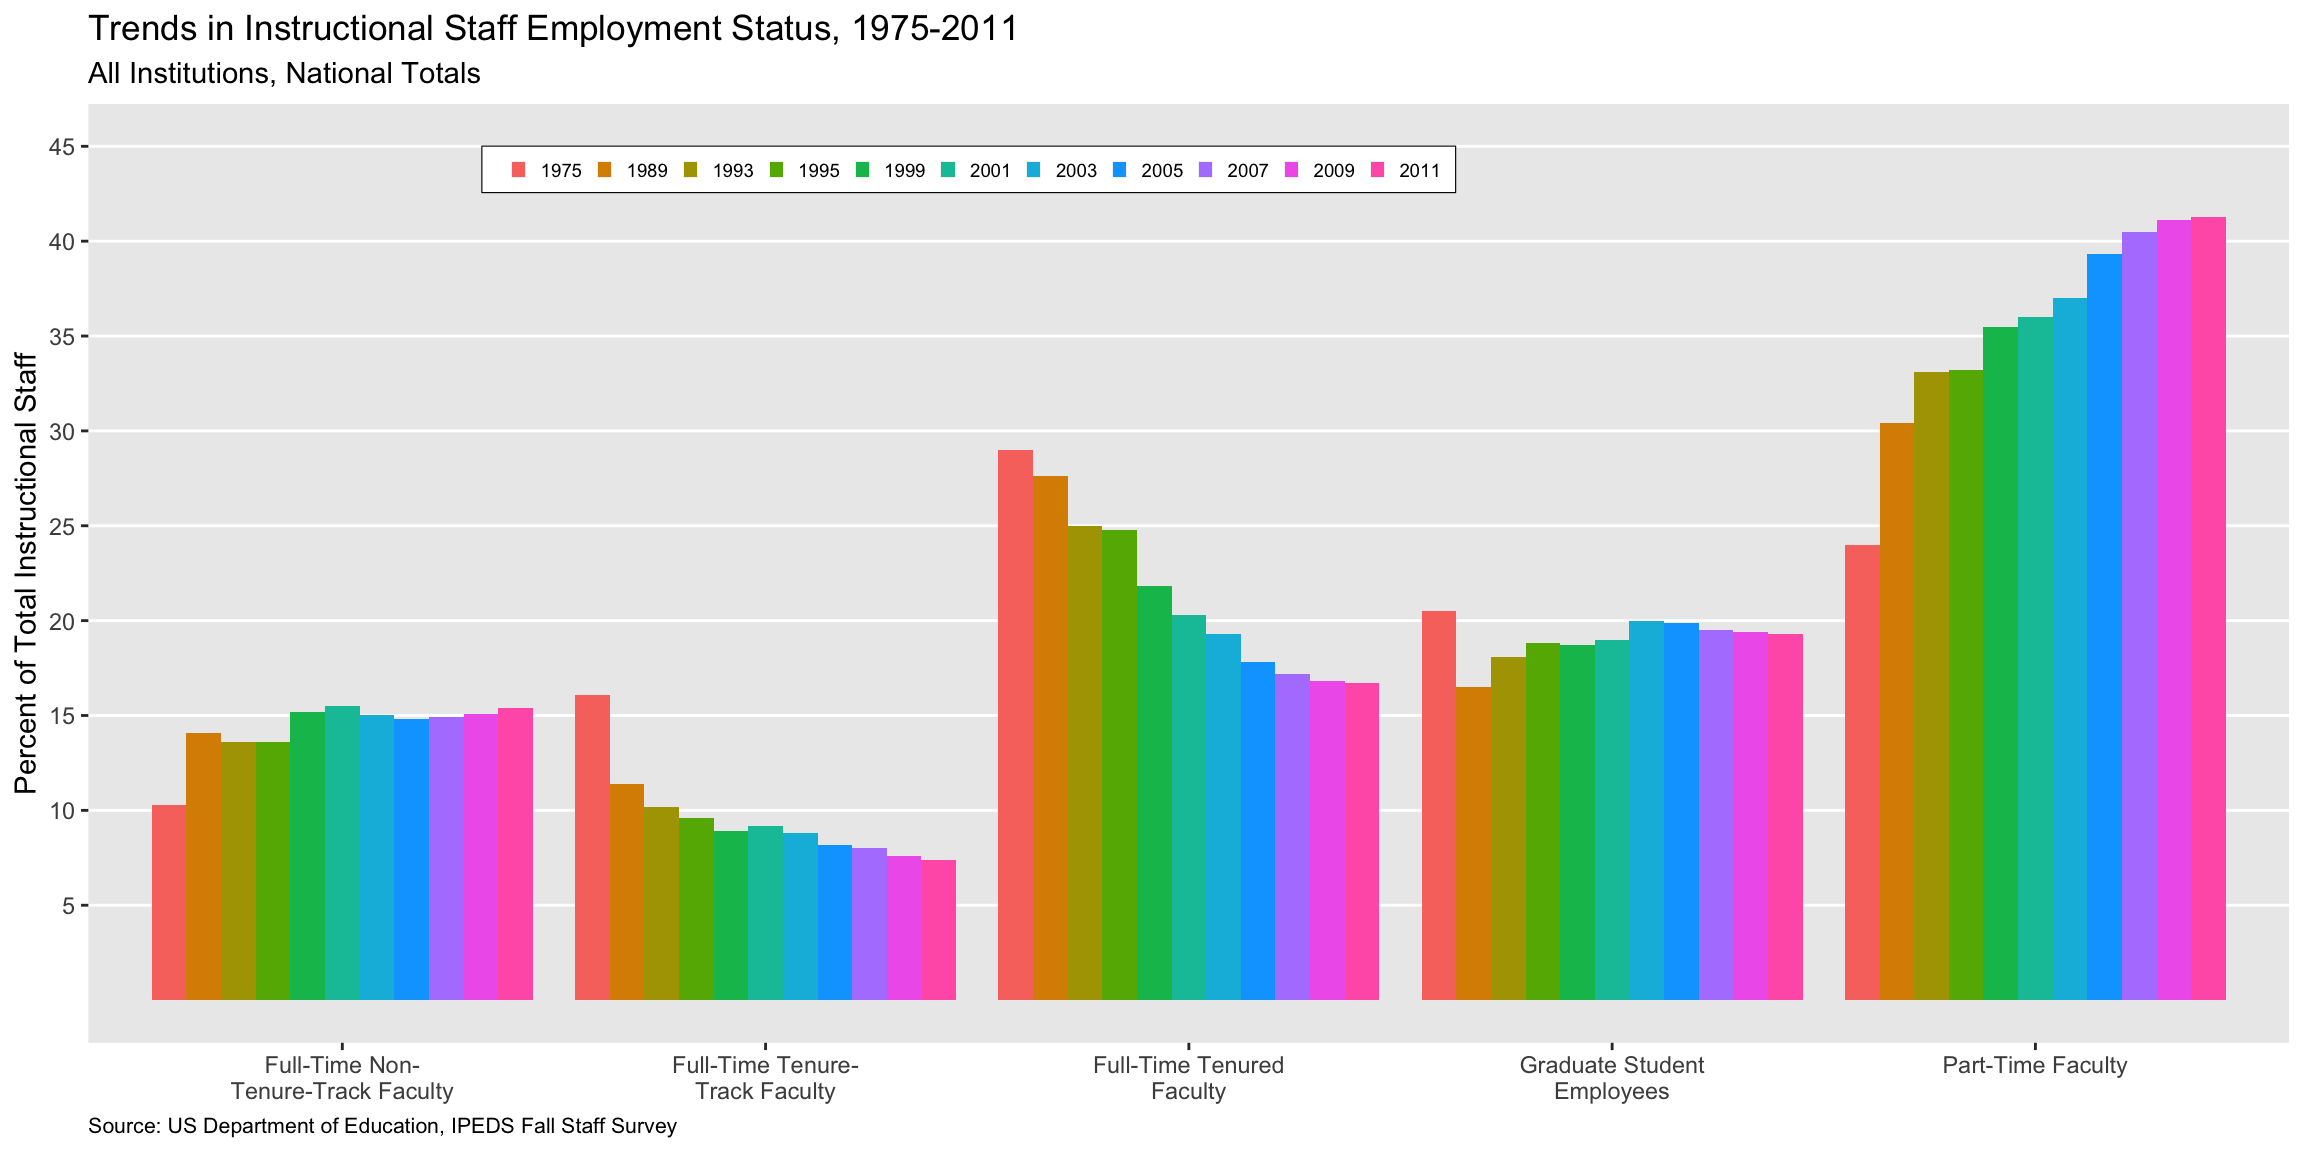 Trends in Instructional Staff Employment Status, 1975-2011
All Institutions, National Totals
Percent of Total Instructional Staff
45
40
35
30
25
20
15
10
5
1975 1989 1993 1995 1999 2001 2003 2005 2007 2009 2011
Full-Time Non-
Tenure-Track Faculty
Full-Time Tenure-
Track Faculty
Full-Time Tenured
Faculty
Graduate Student
Employees
Part-Time Faculty
Source: US Department of Education, IPEDS Fall Staff Survey